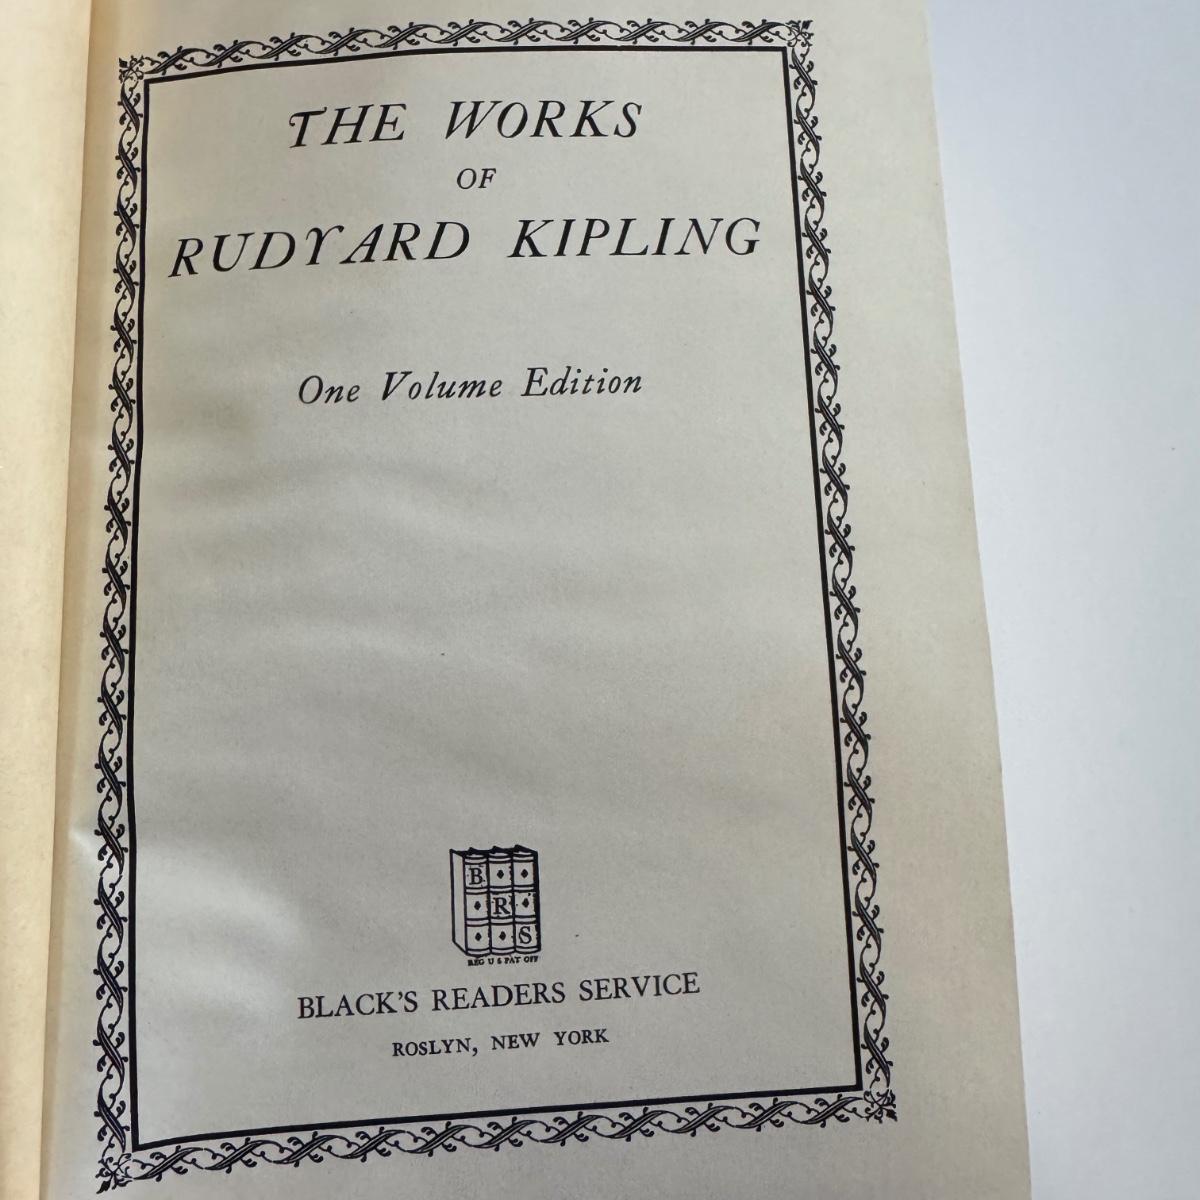 THE WORKS
OF
RUDYARD KIPLING
One Volume Edition
B
R
S
REG U S PAT OFF
BLACK'S READERS SERVICE
ROSLYN, NEW YORK